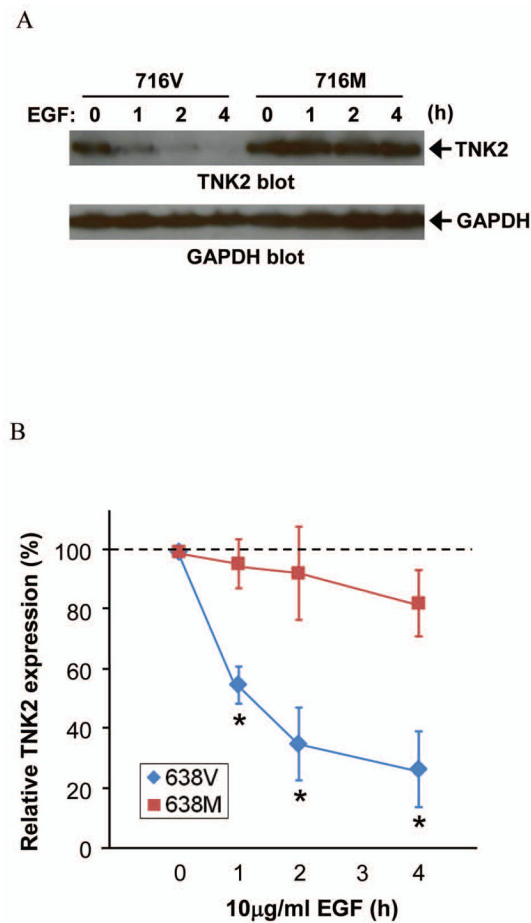 A
716V 716M
EGF: 0 1 2 4 0 1 2 4 (h)
TNK2
TNK2 blot
GAPDH
GAPDH blot
B
Relative TNK2 expression (%)
100
80
60
40
20
0
*
*
*
638V
638M
0 1 2 3 4
10µg/ml EGF (h)